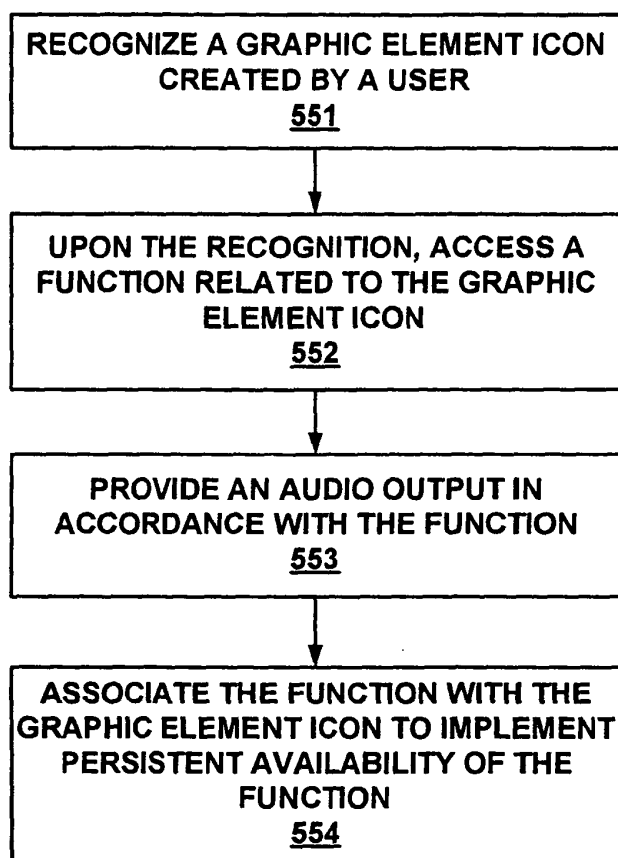 RECOGNIZE A GRAPHIC ELEMENT ICON
CREATED BY A USER
551
UPON THE RECOGNITION, ACCESS A
FUNCTION RELATED TO THE GRAPHIC
ELEMENT ICON
552
PROVIDE AN AUDIO OUTPUT IN
ACCORDANCE WITH THE FUNCTION
553
ASSOCIATE THE FUNCTION WITH THE
GRAPHIC ELEMENT ICON TO IMPLEMENT
PERSISTENT AVAILABILITY OF THE
FUNCTION
554